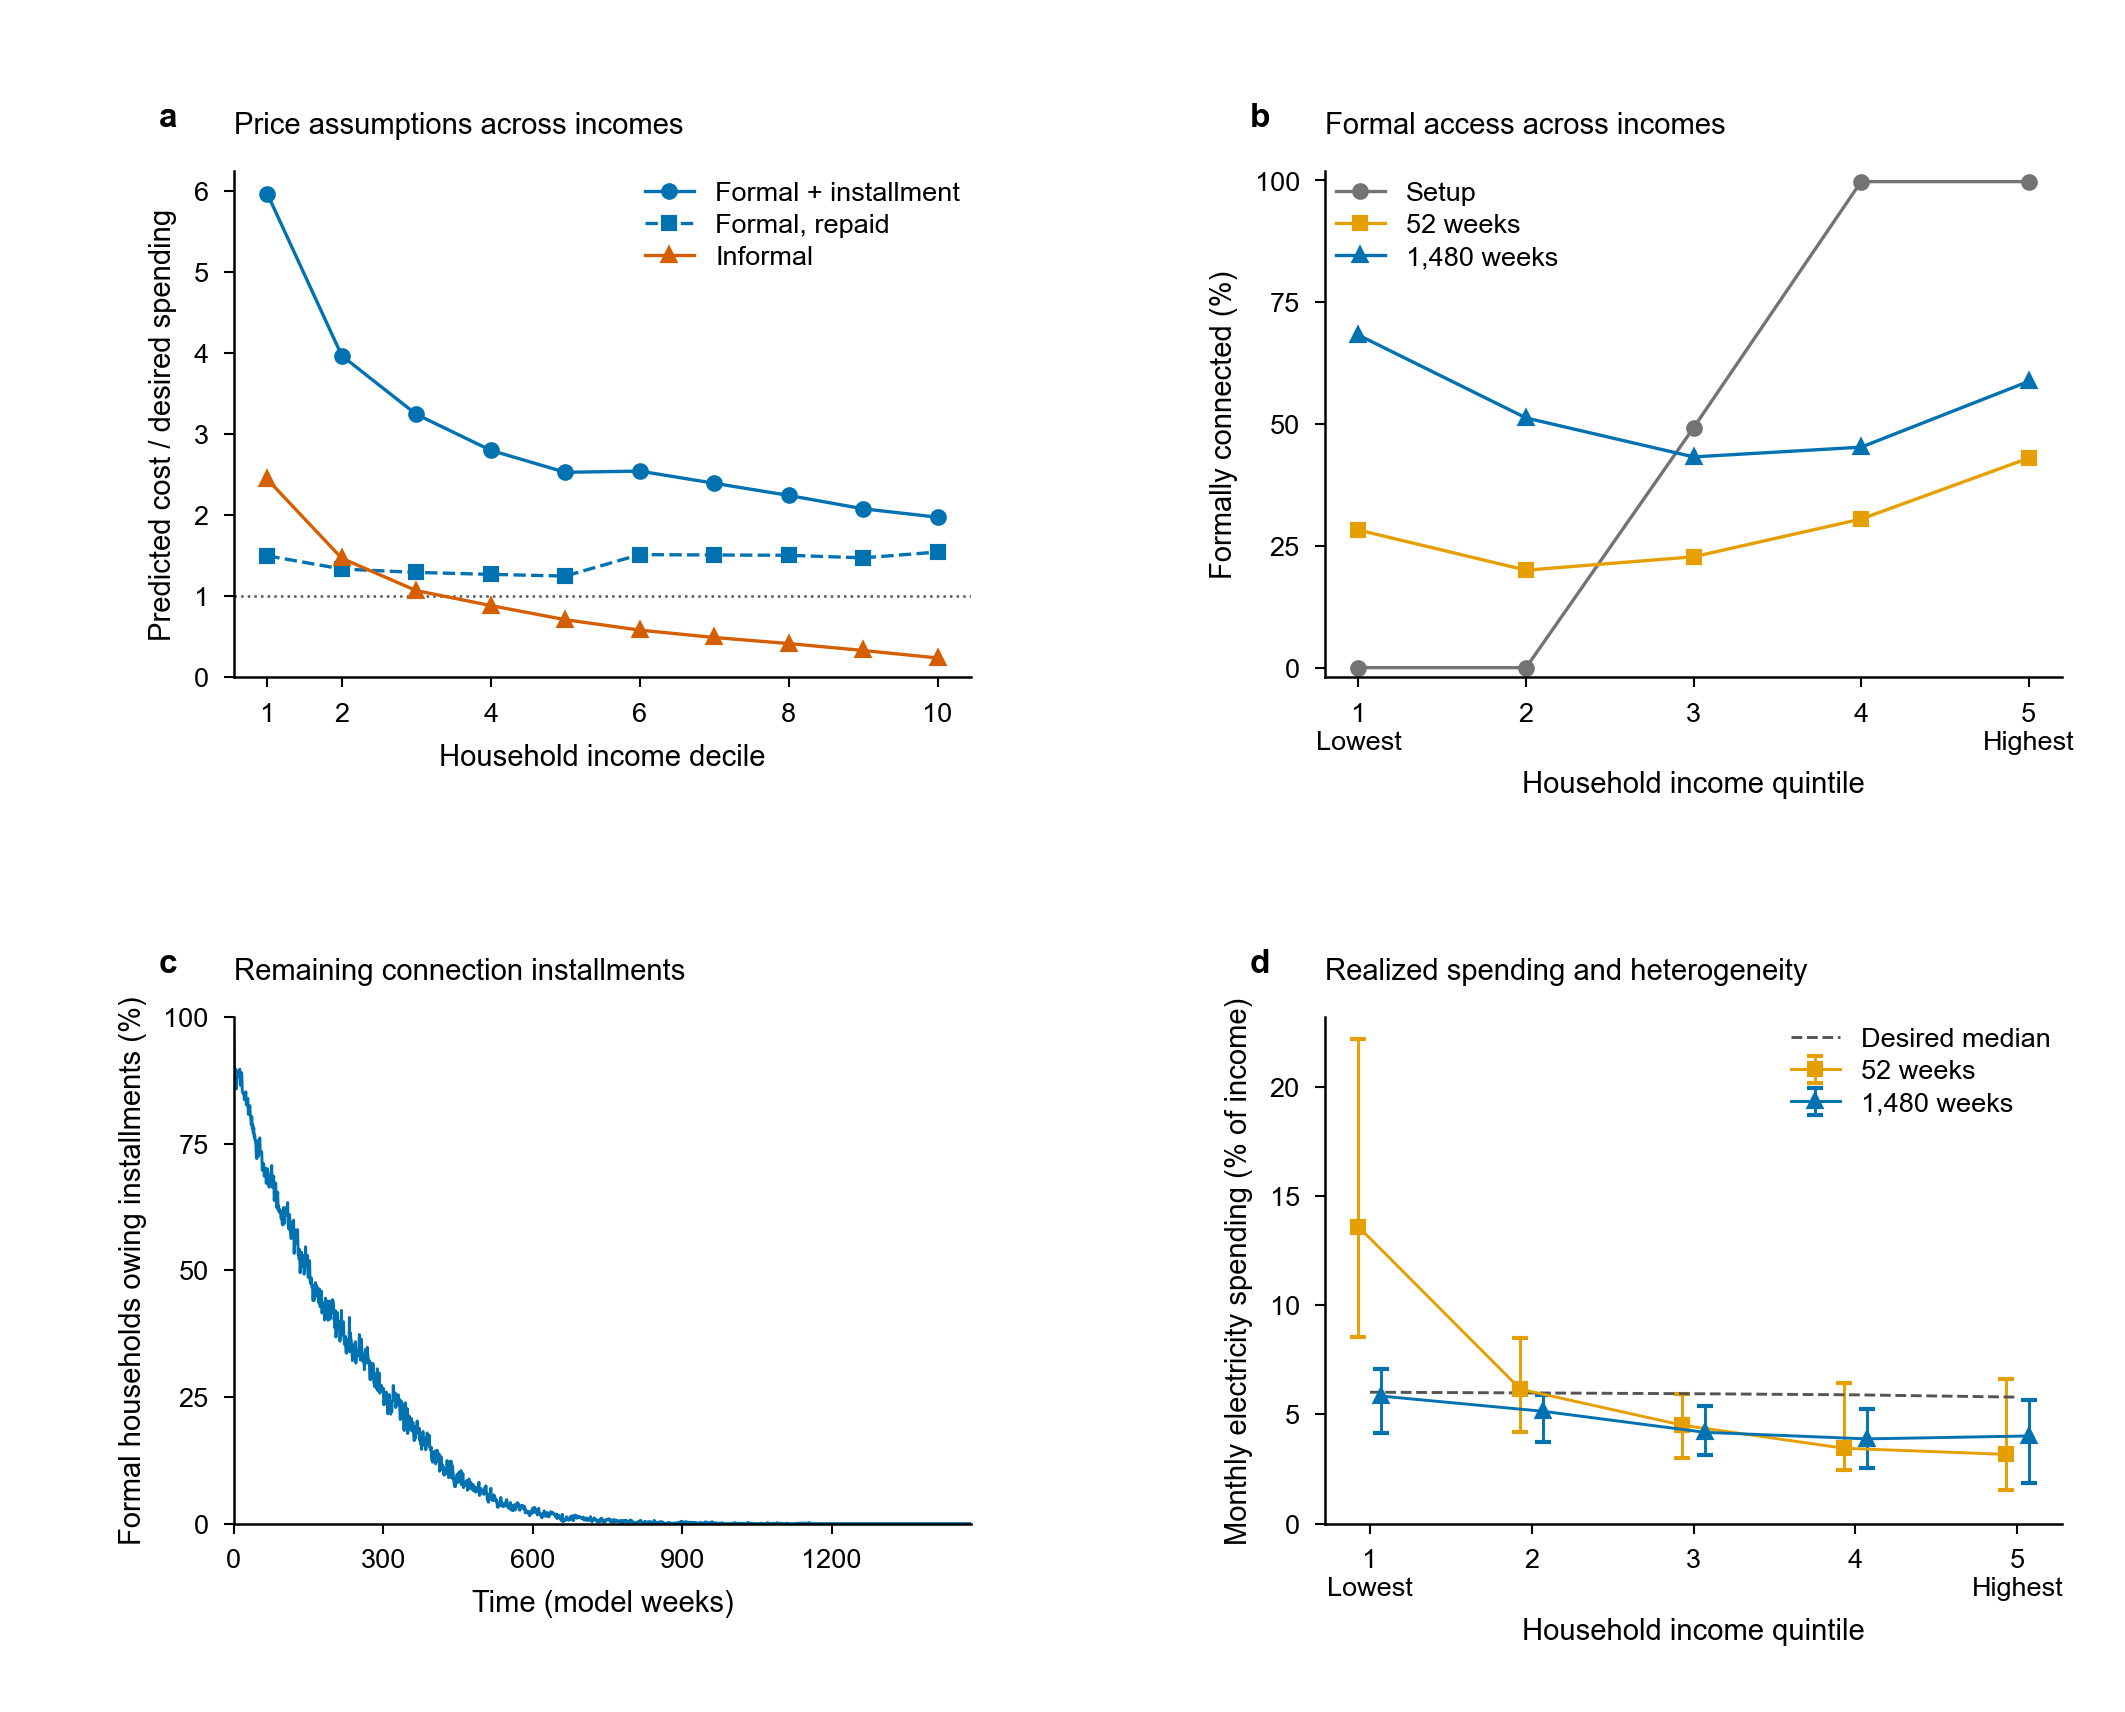 a
Price assumptions across incomes
Predicted cost / desired spending
6
5
4
3
2
1
0
Formal + installment
Formal, repaid
Informal
1 2 4 6 8 10
Household income decile
b
Formal access across incomes
Formally connected (%)
100
75
50
25
0
Setup
52 weeks
1,480 weeks
1 2 3 4 5
Lowest Highest
Household income quintile
c
Remaining connection installments
Formal households owing installments (%)
100
75
50
25
0
0 300 600 900 1200
Time (model weeks)
d
Realized spending and heterogeneity
Monthly electricity spending (% of income)
20
15
10
5
0
Desired median
52 weeks
1,480 weeks
1 2 3 4 5
Lowest Highest
Household income quintile